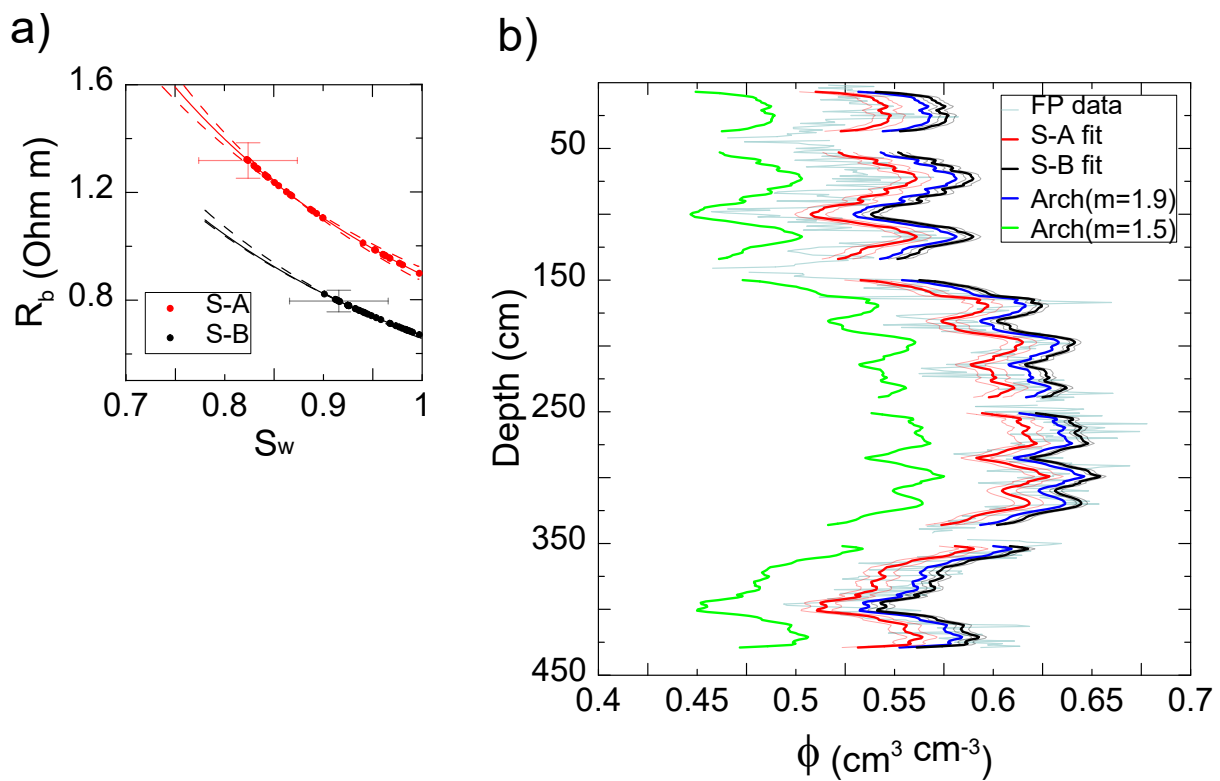 a)
1.6
1.2
0.8
R_b (Ohm m)
S-A
S-B
0.7
0.8
0.9
1
Sw
b)
FP data
S-A fit
S-B fit
Arch(m=1.9)
Arch(m=1.5)
50
150
250
350
450
Depth (cm)
0.4
0.45
0.5
0.55
0.6
0.65
0.7
ϕ (cm³ cm⁻³)